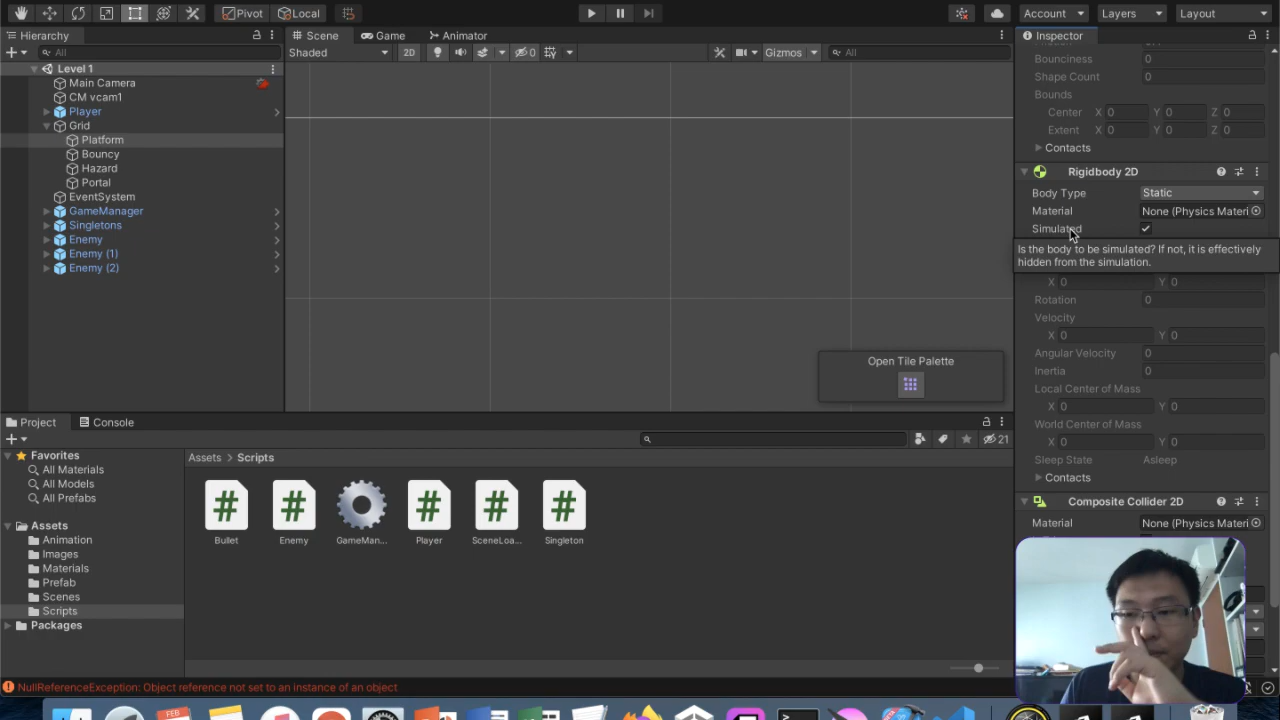 Pivot Local Account Layers Layout
Hierarchy Scene Game Animator Inspector
All Shaded 2D 0 Gizmos All
Level 1
Main Camera
CM vcam1
Player
Grid
Platform
Bouncy
Hazard
Portal
EventSystem
GameManager
Singletons
Enemy
Enemy (1)
Enemy (2)
Open Tile Palette
Bounciness 0
Shape Count 0
Bounds
Center X 0 Y 0 Z 0
Extent X 0 Y 0 Z 0
Contacts
Rigidbody 2D
Body Type Static
Material None (Physics Materi
Simulated
Is the body to be simulated? If not, it is effectively
hidden from the simulation.
X 0 Y 0
Rotation 0
Velocity
X 0 Y 0
Angular Velocity 0
Inertia 0
Local Center of Mass
X 0 Y 0
World Center of Mass
X 0 Y 0
Sleep State Asleep
Contacts
Composite Collider 2D
Material None (Physics Materi
Project Console
21
Favorites
All Materials
All Models
All Prefabs
Assets
Animation
Images
Materials
Prefab
Scenes
Scripts
Packages
Assets > Scripts
# # # # #
Bullet Enemy GameMan... Player SceneLoa... Singleton
NullReferenceException: Object reference not set to an instance of an object
FEB